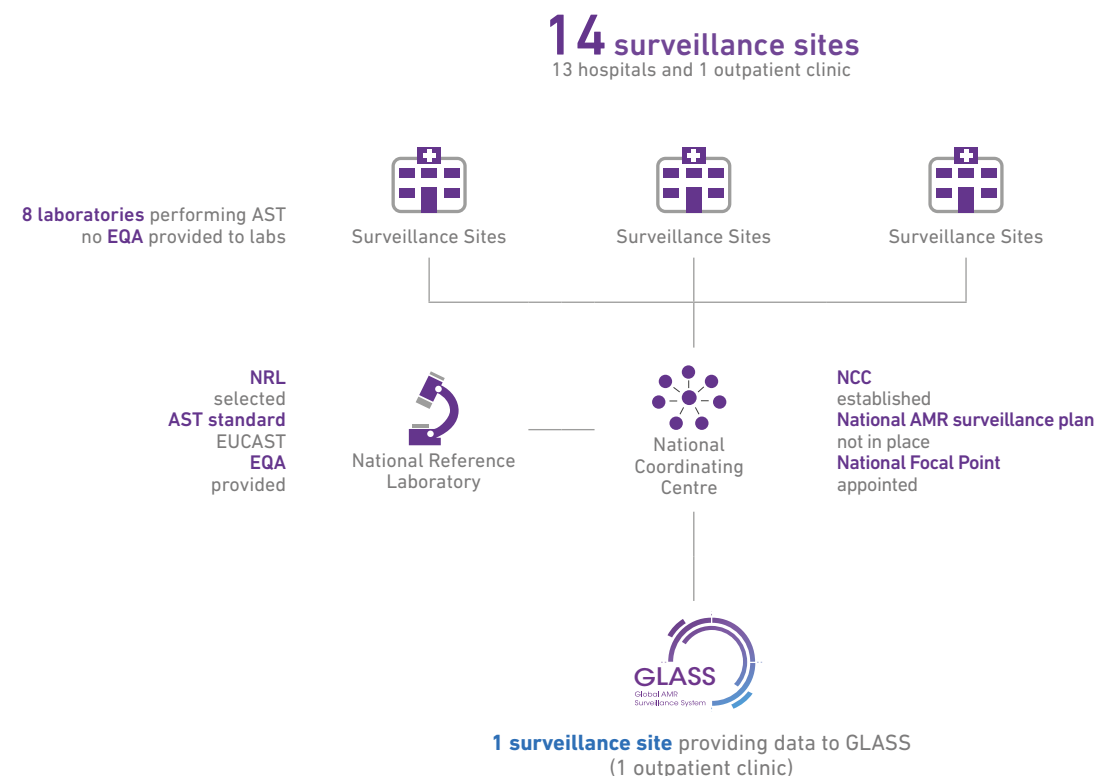 14 surveillance sites
13 hospitals and 1 outpatient clinic
8 laboratories performing AST
no EQA provided to labs
Surveillance Sites
Surveillance Sites
Surveillance Sites
NRL
selected
AST standard
EUCAST
EQA
provided
National Reference
Laboratory
National
Coordinating
Centre
NCC
established
National AMR surveillance plan
not in place
National Focal Point
appointed
GLASS
Global AMR
Surveillance System
1 surveillance site providing data to GLASS
(1 outpatient clinic)